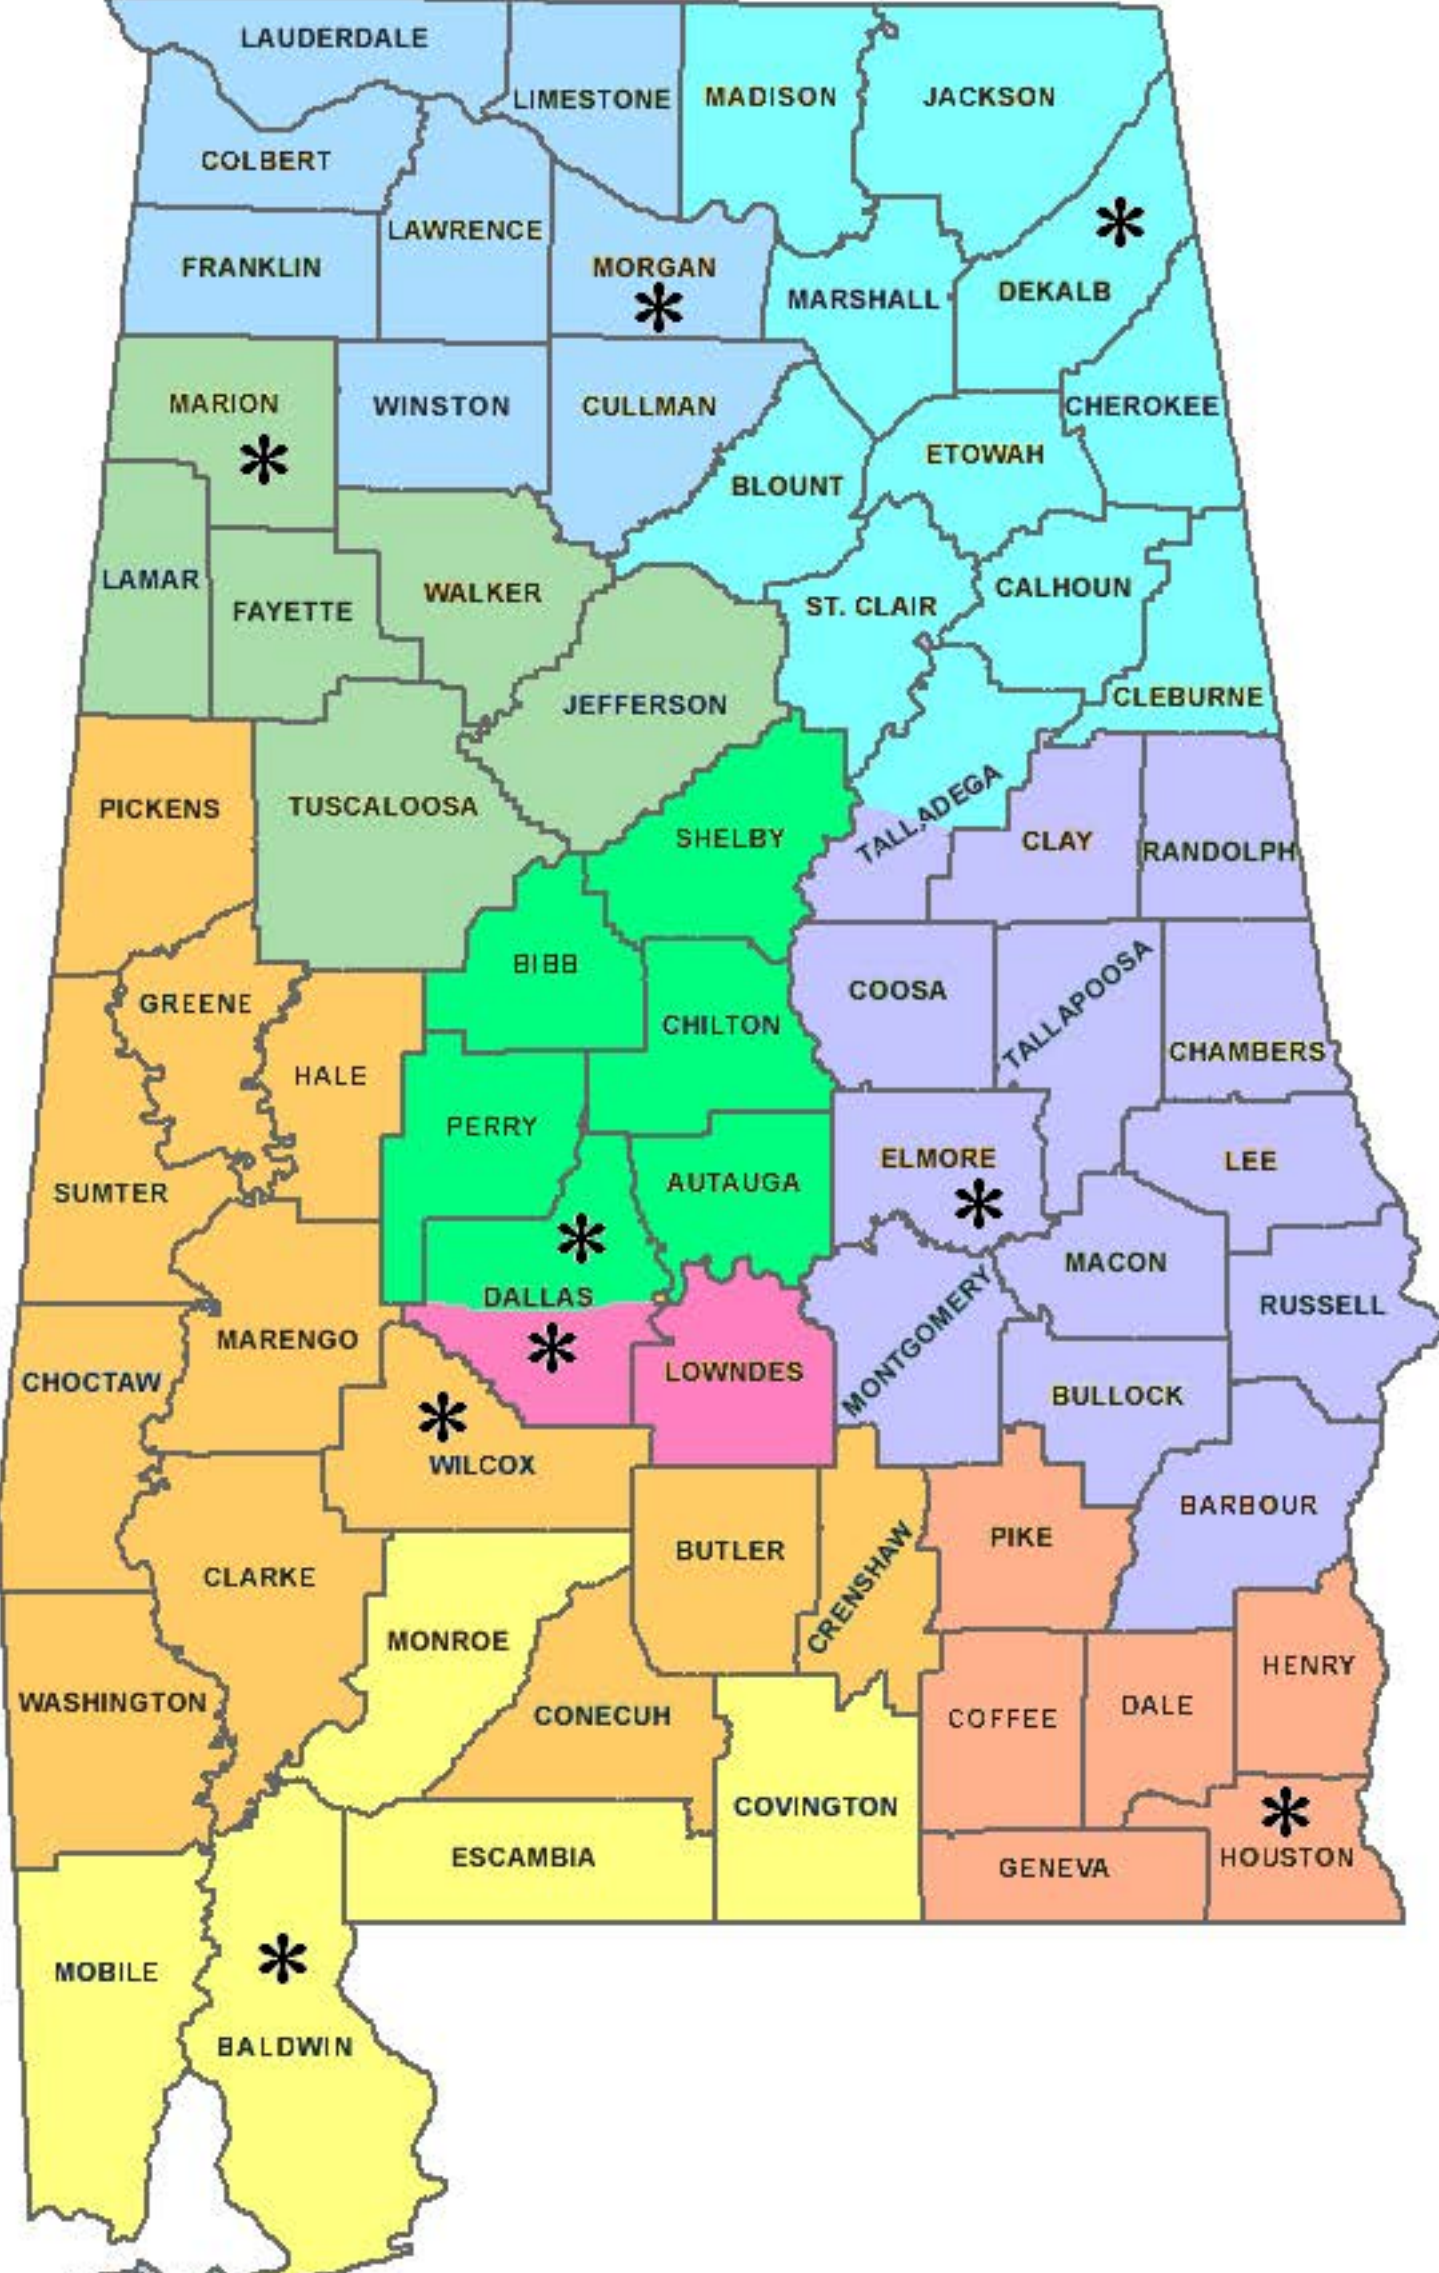 LAUDERDALE
LIMESTONE
MADISON
JACKSON
COLBERT
LAWRENCE
FRANKLIN
MORGAN
*
*
MARSHALL
DEKALB
MARION
*
WINSTON
CULLMAN
CHEROKEE
ETOWAH
BLOUNT
LAMAR
FAYETTE
WALKER
ST. CLAIR
CALHOUN
JEFFERSON
CLEBURNE
PICKENS
TUSCALOOSA
SHELBY
TALLADEGA
CLAY
RANDOLPH
BIBB
COOSA
TALLAPOOSA
GREENE
CHILTON
CHAMBERS
HALE
PERRY
ELMORE
*
LEE
SUMTER
AUTAUGA
*
DALLAS
*
MACON
RUSSELL
MARENGO
LOWNDES
MONTGOMERY
CHOCTAW
BULLOCK
*
WILCOX
BARBOUR
CLARKE
BUTLER
CRENSHAW
PIKE
MONROE
HENRY
WASHINGTON
CONECUH
COFFEE
DALE
COVINGTON
*
ESCAMBIA
GENEVA
HOUSTON
MOBILE
*
BALDWIN